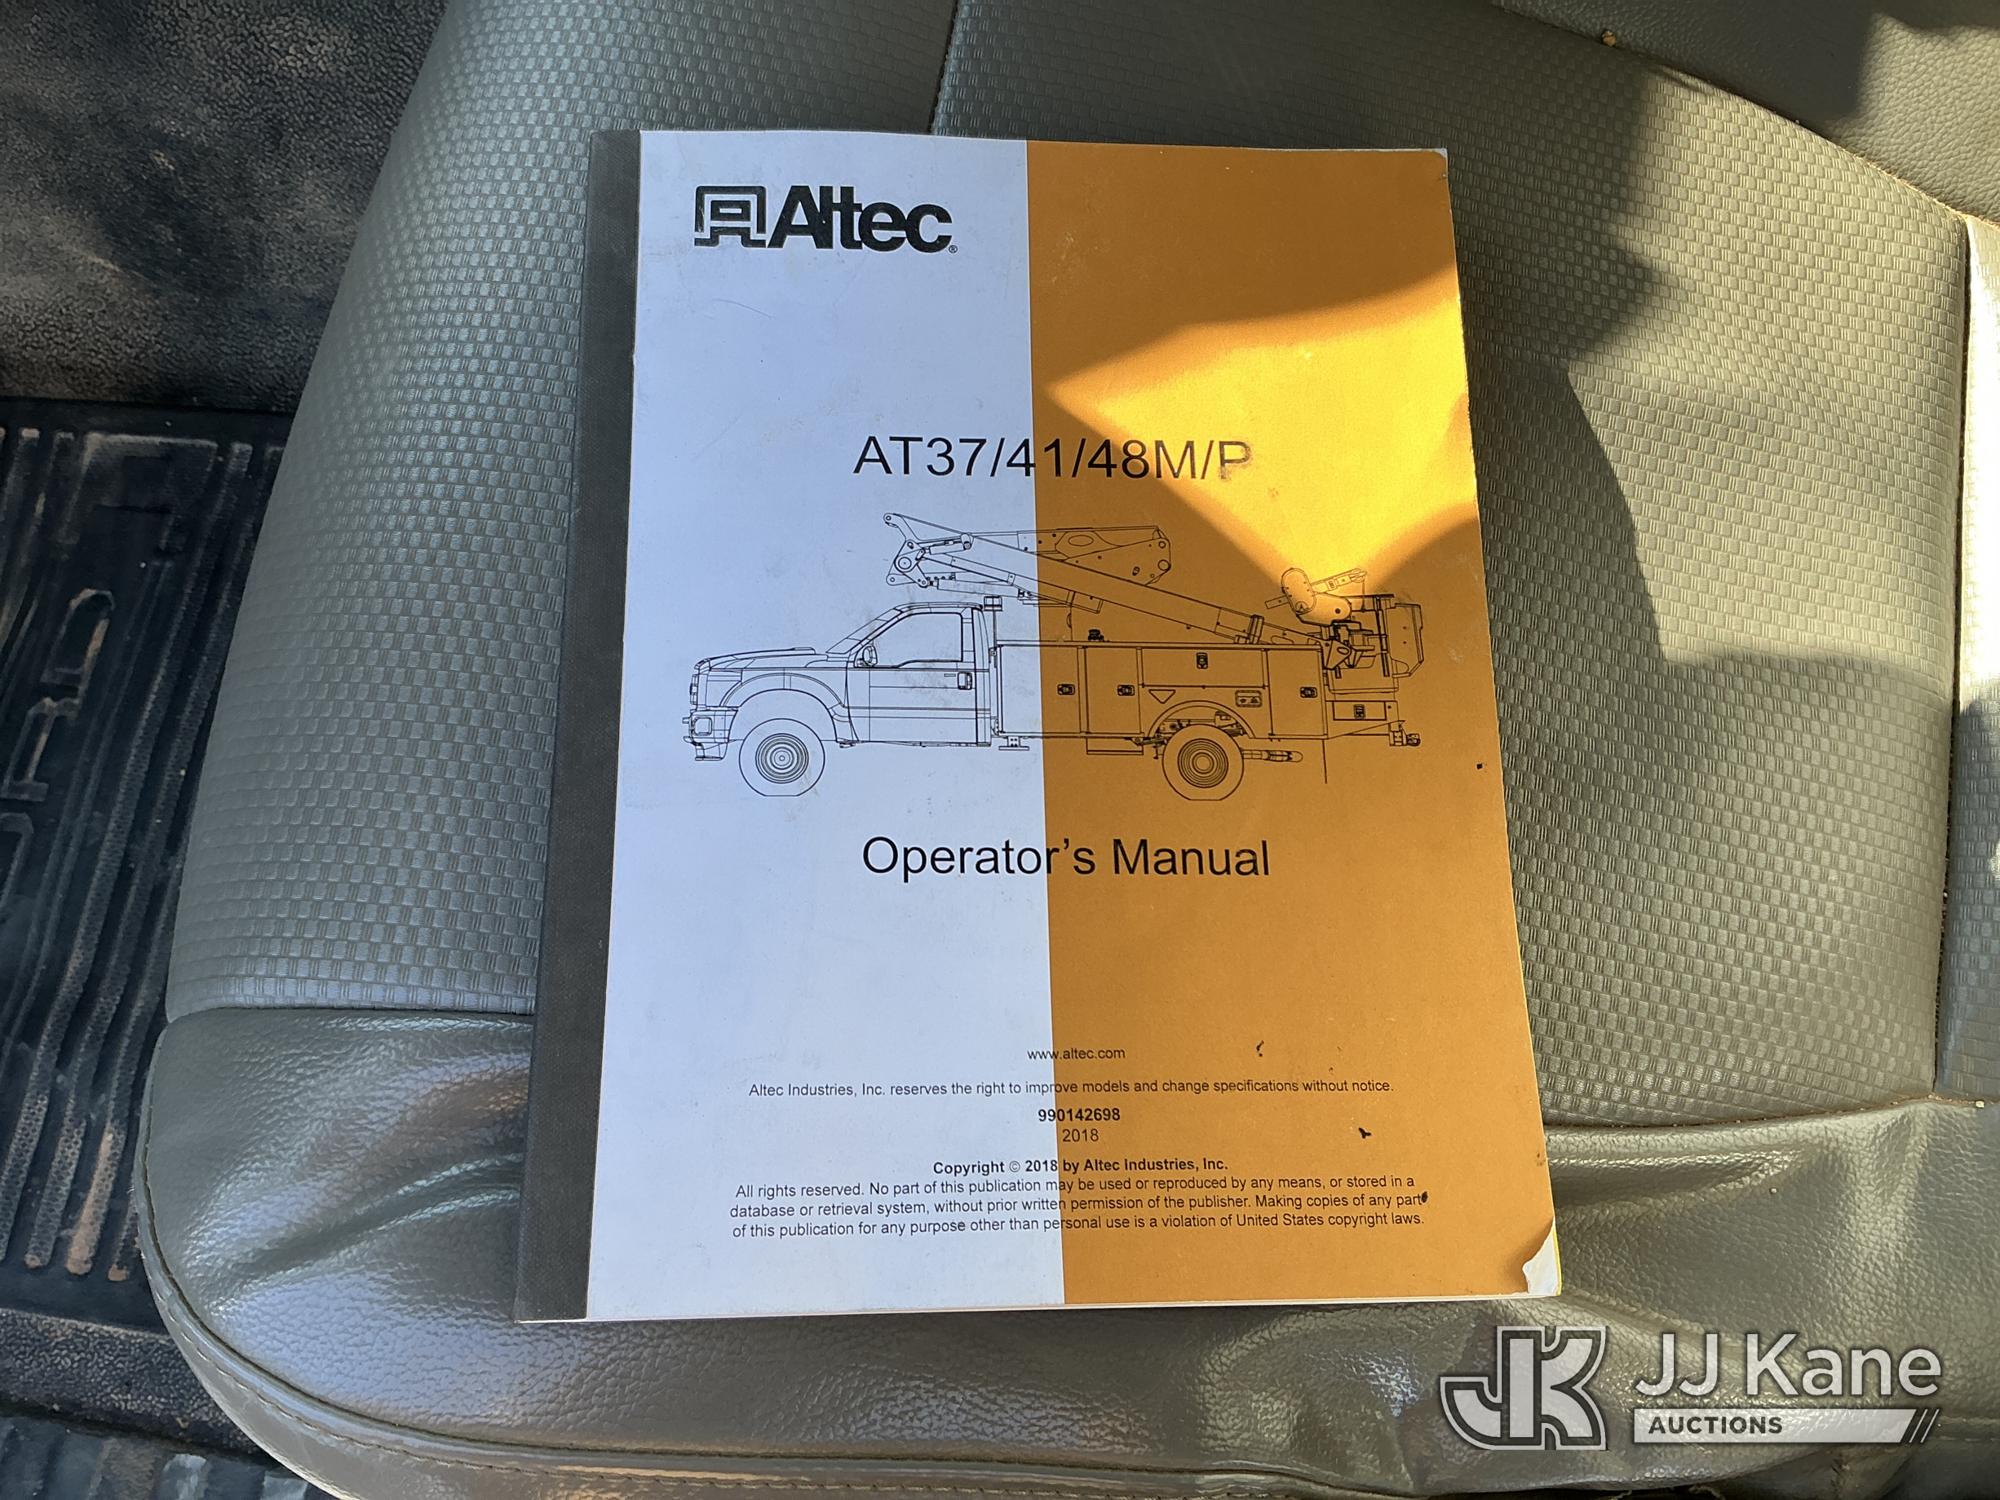 Altec®
AT37/41/48M/P
Operator's Manual
www.altec.com
Altec Industries, Inc. reserves the right to improve models and change specifications without notice.
990142698
2018
Copyright © 2018 by Altec Industries, Inc.
All rights reserved. No part of this publication may be used or reproduced by any means, or stored in a
database or retrieval system, without prior written permission of the publisher. Making copies of any part
of this publication for any purpose other than personal use is a violation of United States copyright laws.
JK JJ Kane
AUCTIONS